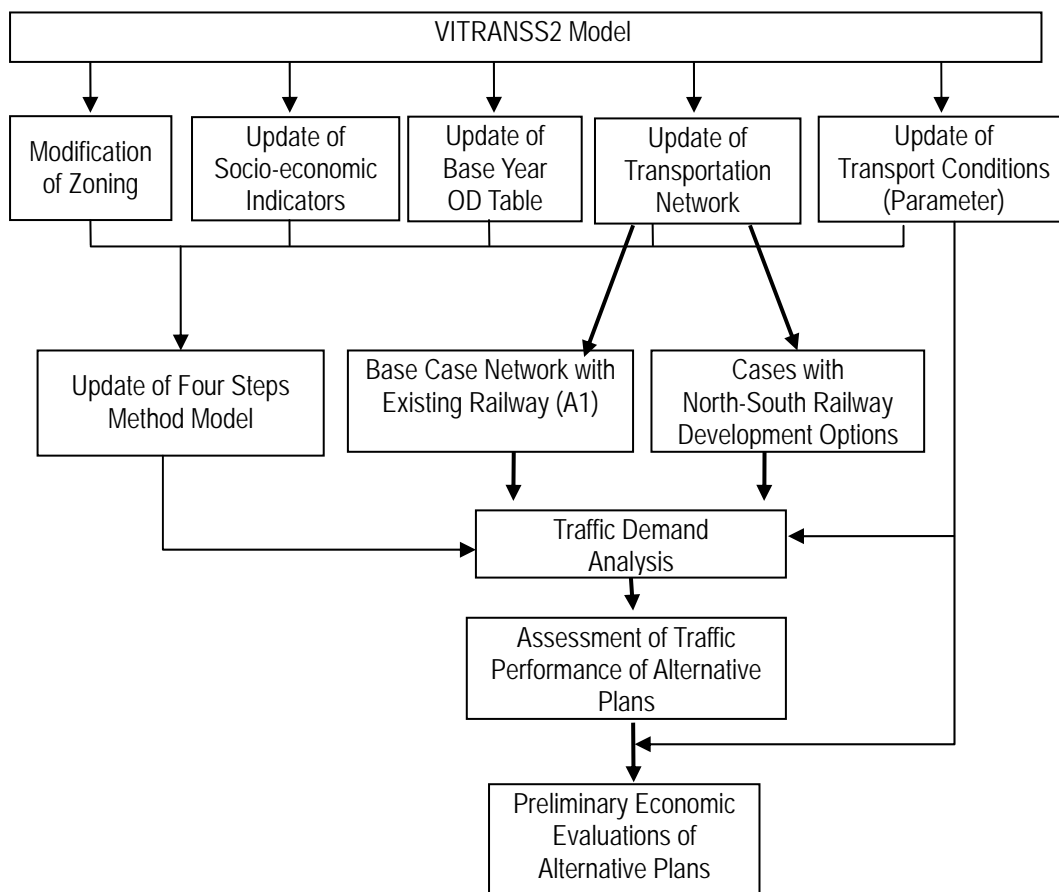 VITRANSS2 Model
Modification
of Zoning
Update of
Socio-economic
Indicators
Update of
Base Year
OD Table
Update of
Transportation
Network
Update of
Transport Conditions
(Parameter)
Update of Four Steps
Method Model
Base Case Network with
Existing Railway (A1)
Cases with
North-South Railway
Development Options
Traffic Demand
Analysis
Assessment of Traffic
Performance of Alternative
Plans
Preliminary Economic
Evaluations of
Alternative Plans